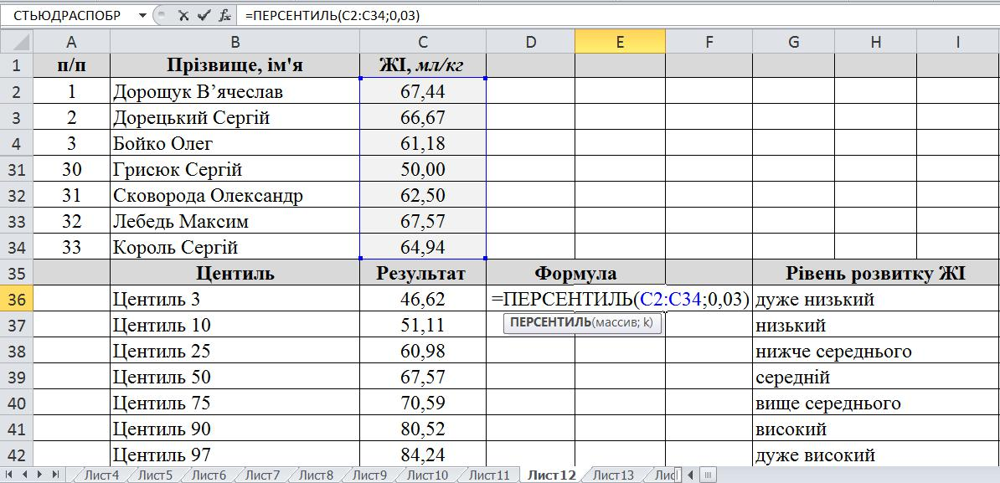 СТЬЮДРАСПОБР =ПЕРСЕНТИЛЬ(C2:C34;0,03)
A B C D E F G H I
1 п/п Прізвище, ім'я ЖІ, мл/кг
2 1 Дорощук В’ячеслав 67,44
3 2 Дорецький Сергій 66,67
4 3 Бойко Олег 61,18
31 30 Грисюк Сергій 50,00
32 31 Сковорода Олександр 62,50
33 32 Лебедь Максим 67,57
34 33 Король Сергій 64,94
35 Центиль Результат Формула Рівень розвитку ЖІ
36 Центиль 3 46,62 =ПЕРСЕНТИЛЬ(C2:C34;0,03) дуже низький
ПЕРСЕНТИЛЬ(массив; k)
37 Центиль 10 51,11 низький
38 Центиль 25 60,98 нижче середнього
39 Центиль 50 67,57 середній
40 Центиль 75 70,59 вище середнього
41 Центиль 90 80,52 високий
42 Центиль 97 84,24 дуже високий
Лист4 Лист5 Лист6 Лист7 Лист8 Лист9 Лист10 Лист11 Лист12 Лист13